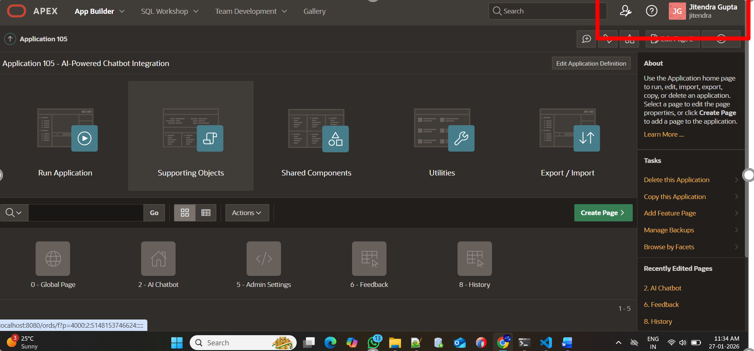 APEX App Builder SQL Workshop Team Development Gallery Search JG Jitendra Gupta
jitendra
Application 105
Application 105 - AI-Powered Chatbot Integration Edit Application Definition
Run Application Supporting Objects Shared Components Utilities Export / Import
Go Actions Create Page
0 - Global Page 2 - AI Chatbot 5 - Admin Settings 6 - Feedback 8 - History
1 - 5
About
Use the Application home page
to run, edit, import, export,
copy, or delete an application.
Select a page to edit the page
properties, or click Create Page
to add a page to the application.
Learn More ...
Tasks
Delete this Application
Copy this Application
Add Feature Page
Manage Backups
Browse by Facets
Recently Edited Pages
2. AI Chatbot
6. Feedback
8. History
localhost:8080/ords/f?p=4000:2:5148153746624:::::
25°C
Sunny
Search
ENG
IN
11:34 AM
27-01-2026